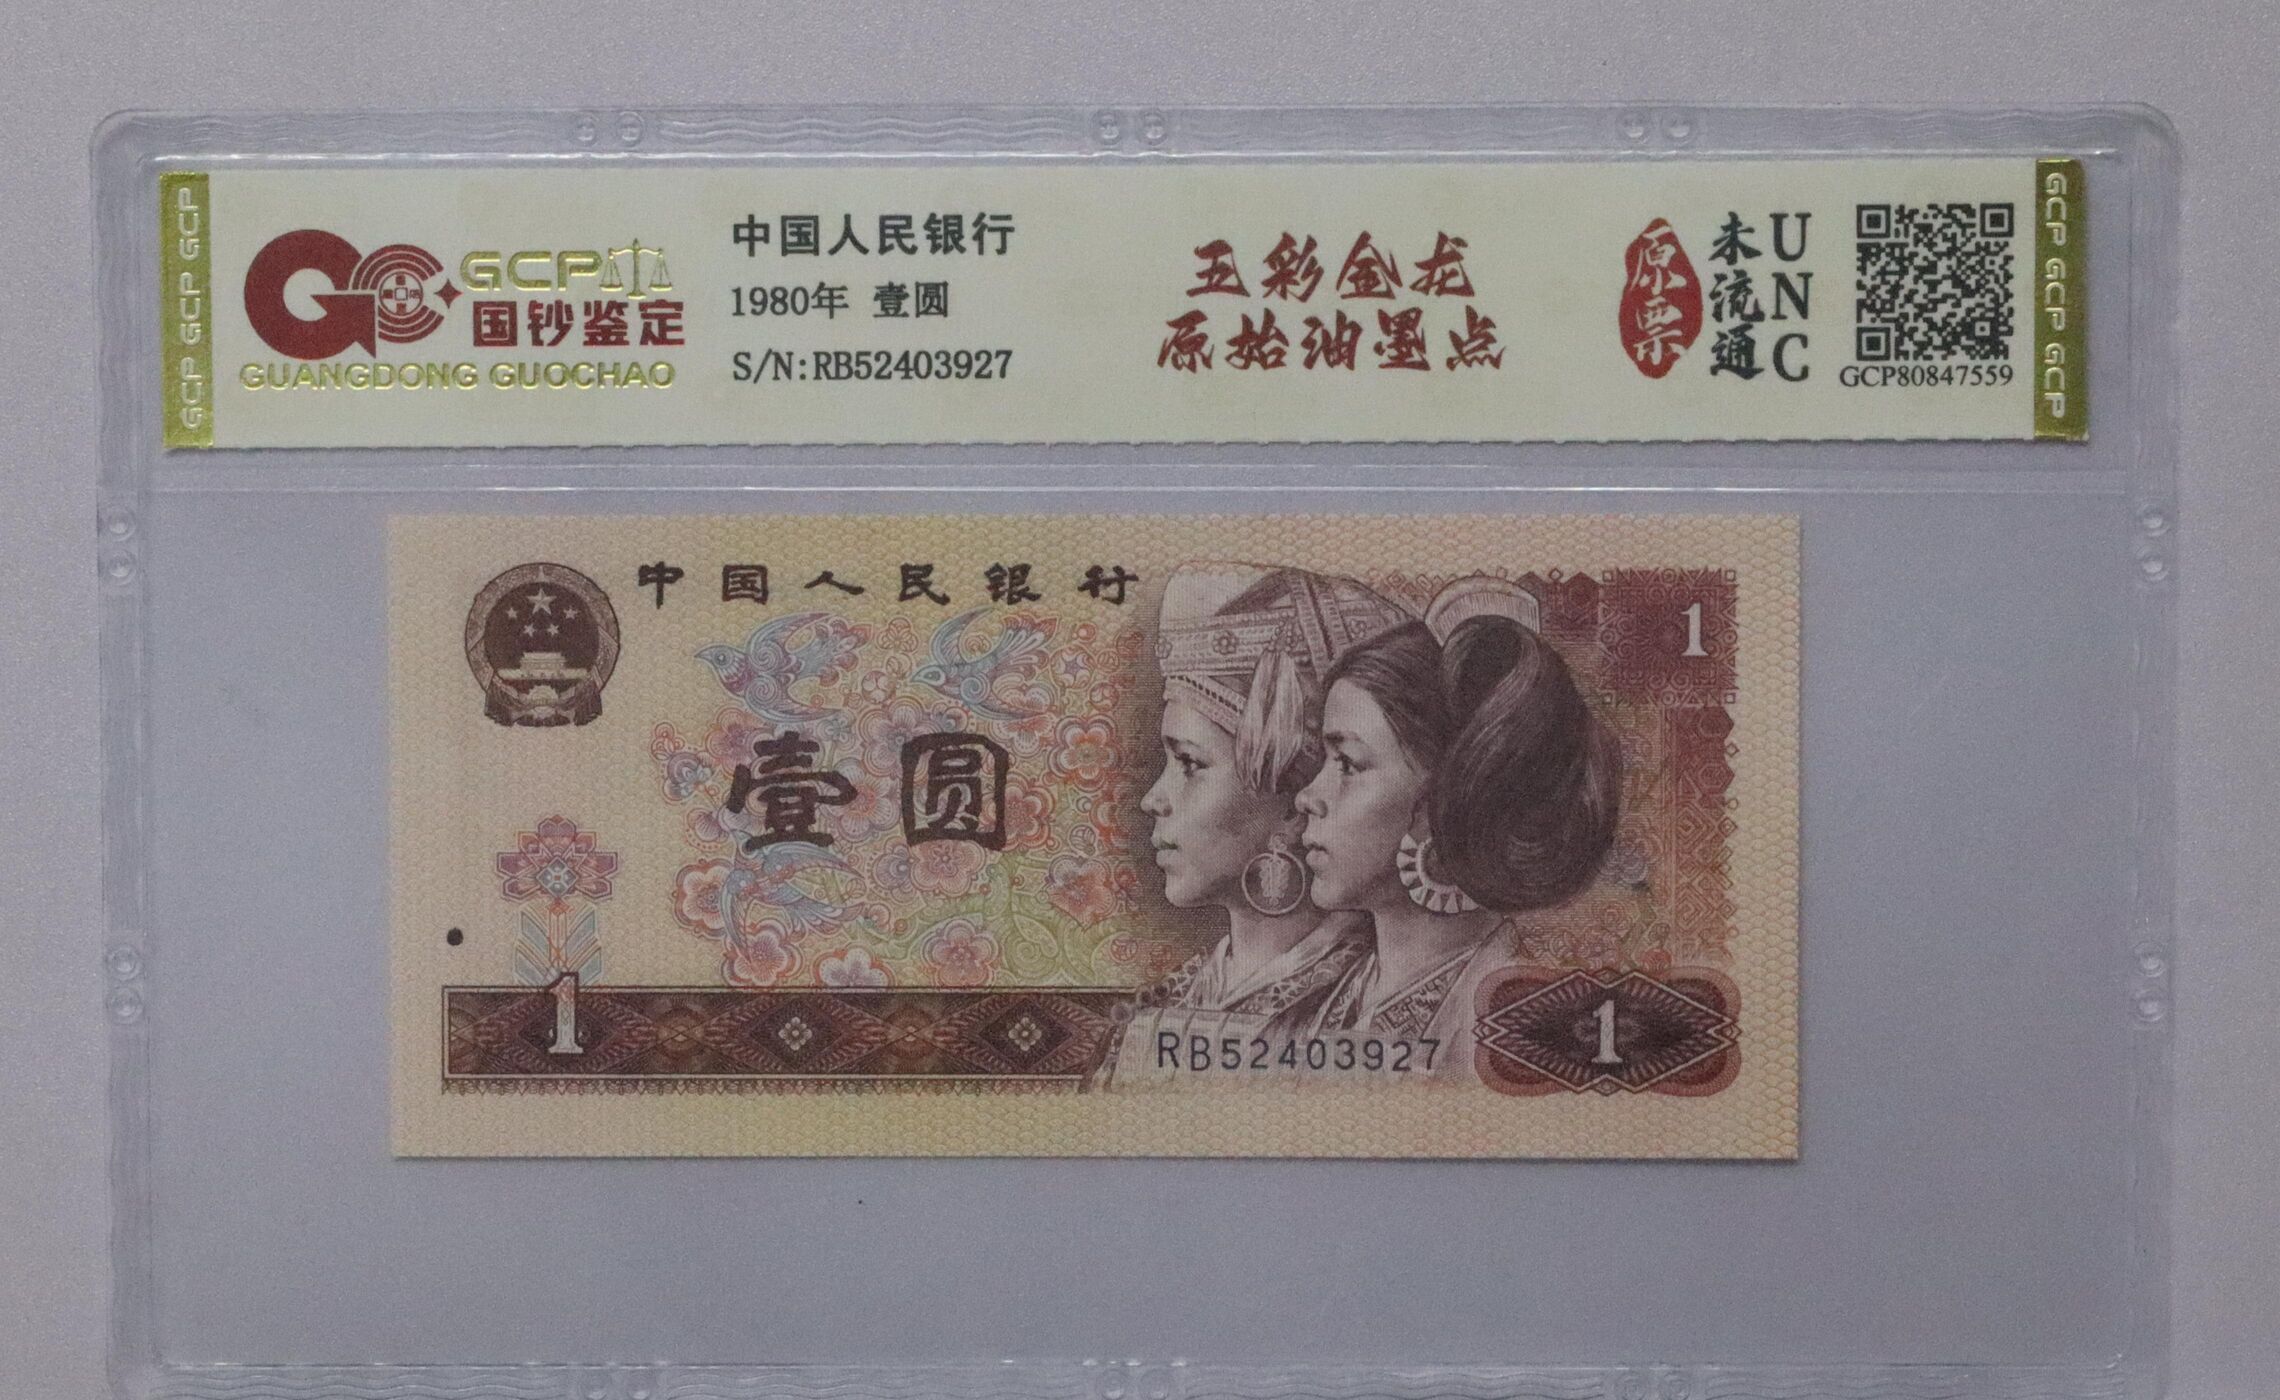 GCP GCP GCP
GCP
国钞鉴定
GUANGDONG GUOCHAO
中国人民银行
1980年 壹圆
S/N:RB52403927
五彩金龙
原始油墨点
原票
未流通
UNC
GCP80847559
GCP GCP GCP
中国人民银行
1
壹圆
1
RB52403927
1